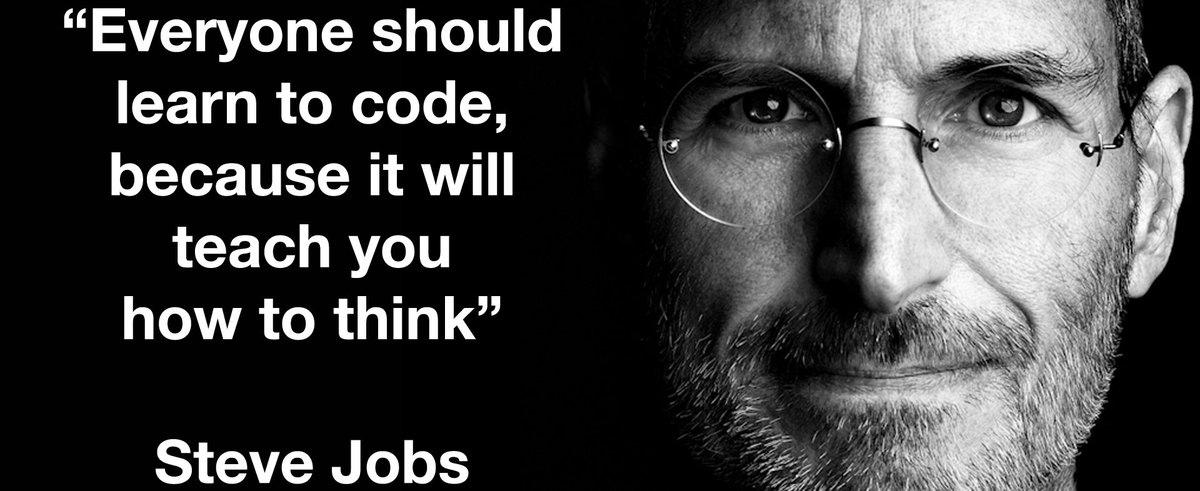 “Everyone should
learn to code,
because it will
teach you
how to think”
Steve Jobs